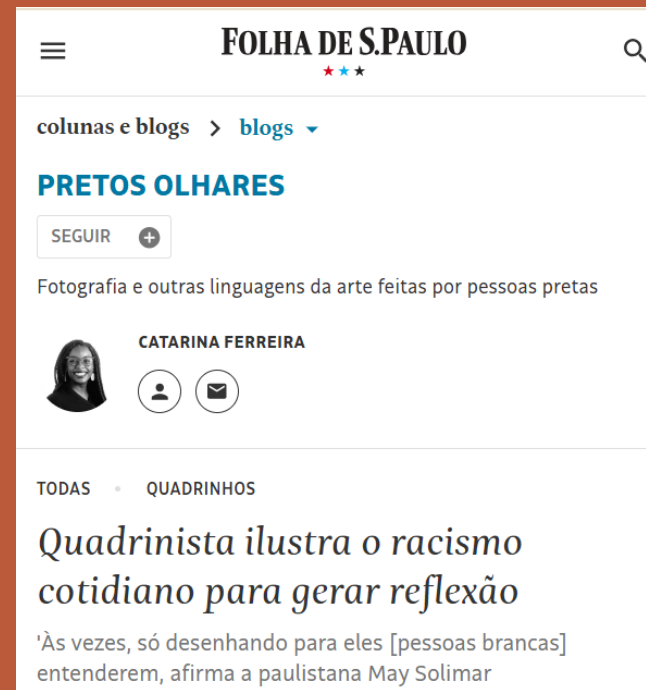 FOLHA DE S.PAULO
colunas e blogs > blogs
PRETOS OLHARES
SEGUIR
Fotografia e outras linguagens da arte feitas por pessoas pretas
CATARINA FERREIRA
TODAS • QUADRINHOS
Quadrinista ilustra o racismo
cotidiano para gerar reflexão
'Às vezes, só desenhando para eles [pessoas brancas]
entenderem, afirma a paulistana May Solimar